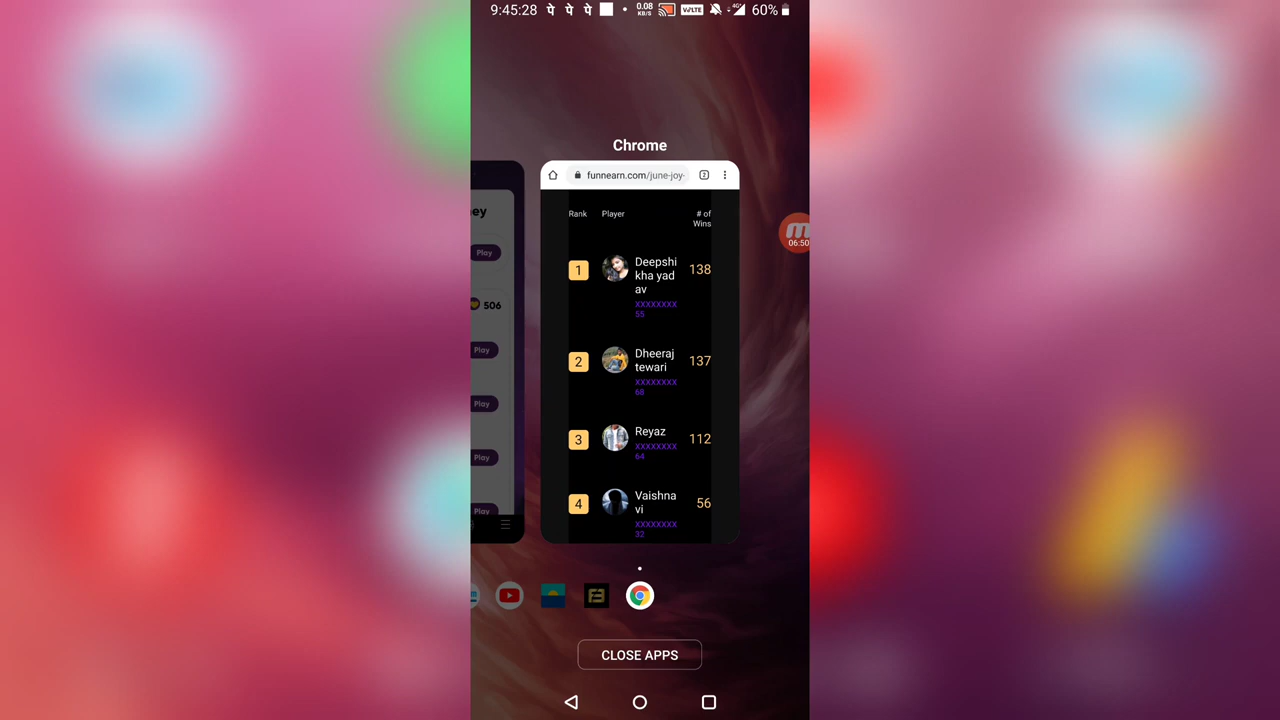 9:45:28 पे पे पे 0.08 KB/S VoLTE 4G 60%
Chrome
funnearn.com/june-joy- 2
ney
Play
506
Play
Play
Play
Play
Rank Player # of
Wins
1 Deepshi
kha yad
av
138
XXXXXXXX
55
2 Dheeraj
tewari
137
XXXXXXXX
68
3 Reyaz 112
XXXXXXXX
64
4 Vaishna
vi
56
XXXXXXXX
32
06:50
CLOSE APPS